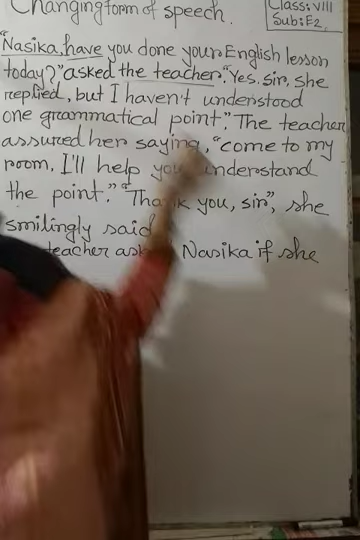 Changing form of speech.
Class: VIII
Sub: E2
"Nasika, have you done your English lesson
today?" asked the teacher. "Yes, sir, she
replied, but I haven't understood
one grammatical point." The teacher
assured her saying, "come to my
room. I'll help you understand
the point." "Thank you, sir", she
smilingly said
teacher asked Nasika if she